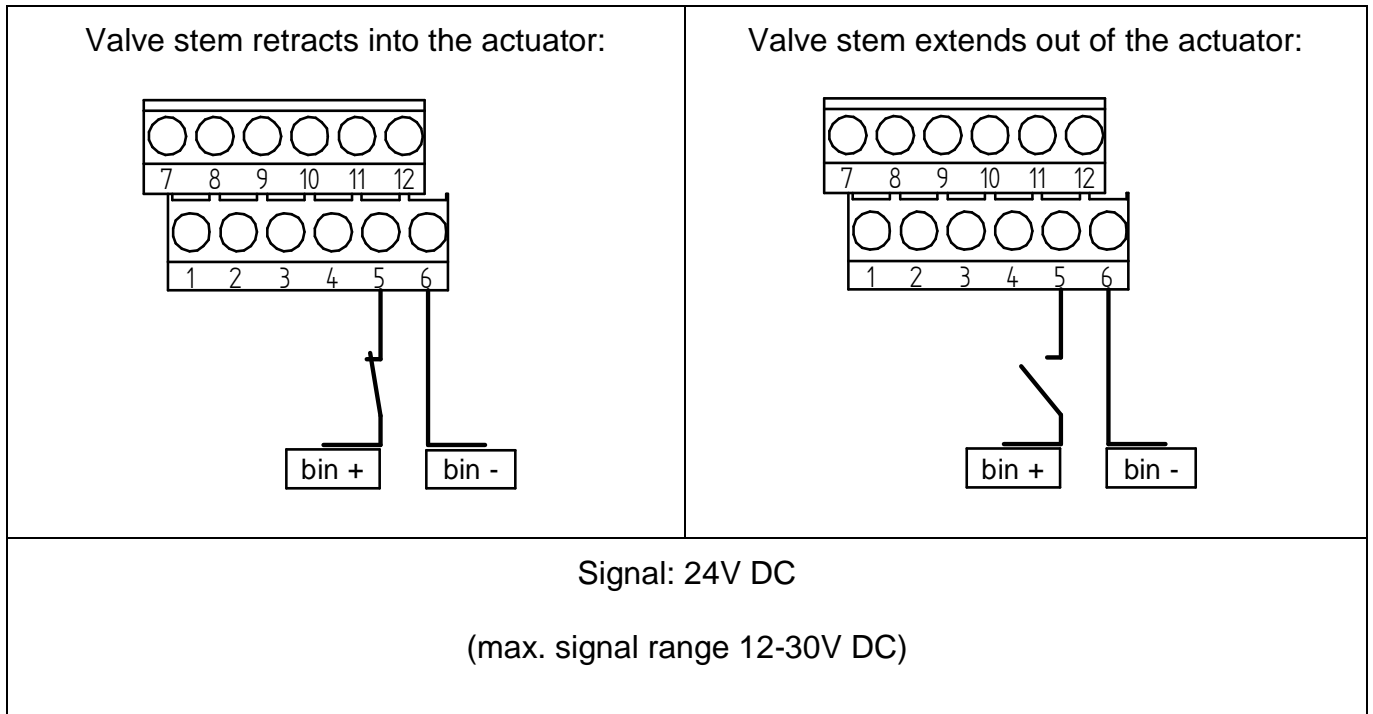 Valve stem retracts into the actuator:
7 8 9 10 11 12
1 2 3 4 5 6
bin + bin -
Valve stem extends out of the actuator:
7 8 9 10 11 12
1 2 3 4 5 6
bin + bin -
Signal: 24V DC
(max. signal range 12-30V DC)